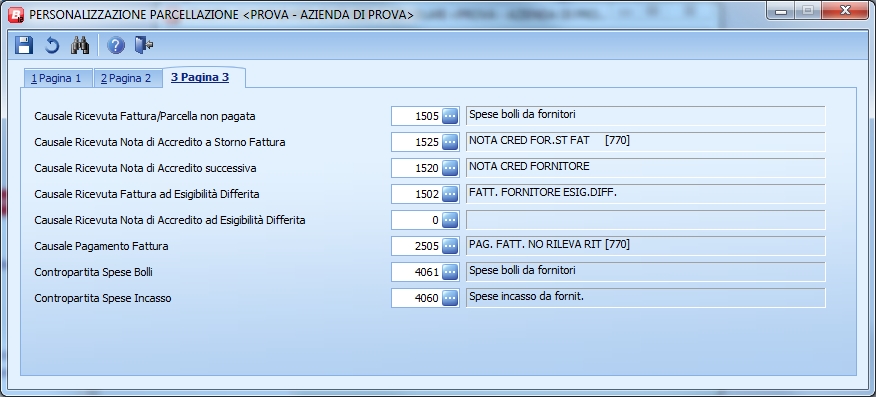 PERSONALIZZAZIONE PARCELLAZIONE <PROVA - AZIENDA DI PROVA>
1 Pagina 1 2 Pagina 2 3 Pagina 3
Causale Ricevuta Fattura/Parcella non pagata 1505 Spese bolli da fornitori
Causale Ricevuta Nota di Accredito a Storno Fattura 1525 NOTA CRED FOR.ST FAT [770]
Causale Ricevuta Nota di Accredito successiva 1520 NOTA CRED FORNITORE
Causale Ricevuta Fattura ad Esigibilità Differita 1502 FATT. FORNITORE ESIG.DIFF.
Causale Ricevuta Nota di Accredito ad Esigibilità Differita 0
Causale Pagamento Fattura 2505 PAG. FATT. NO RILEVA RIT [770]
Contropartita Spese Bolli 4061 Spese bolli da fornitori
Contropartita Spese Incasso 4060 Spese incasso da fornit.